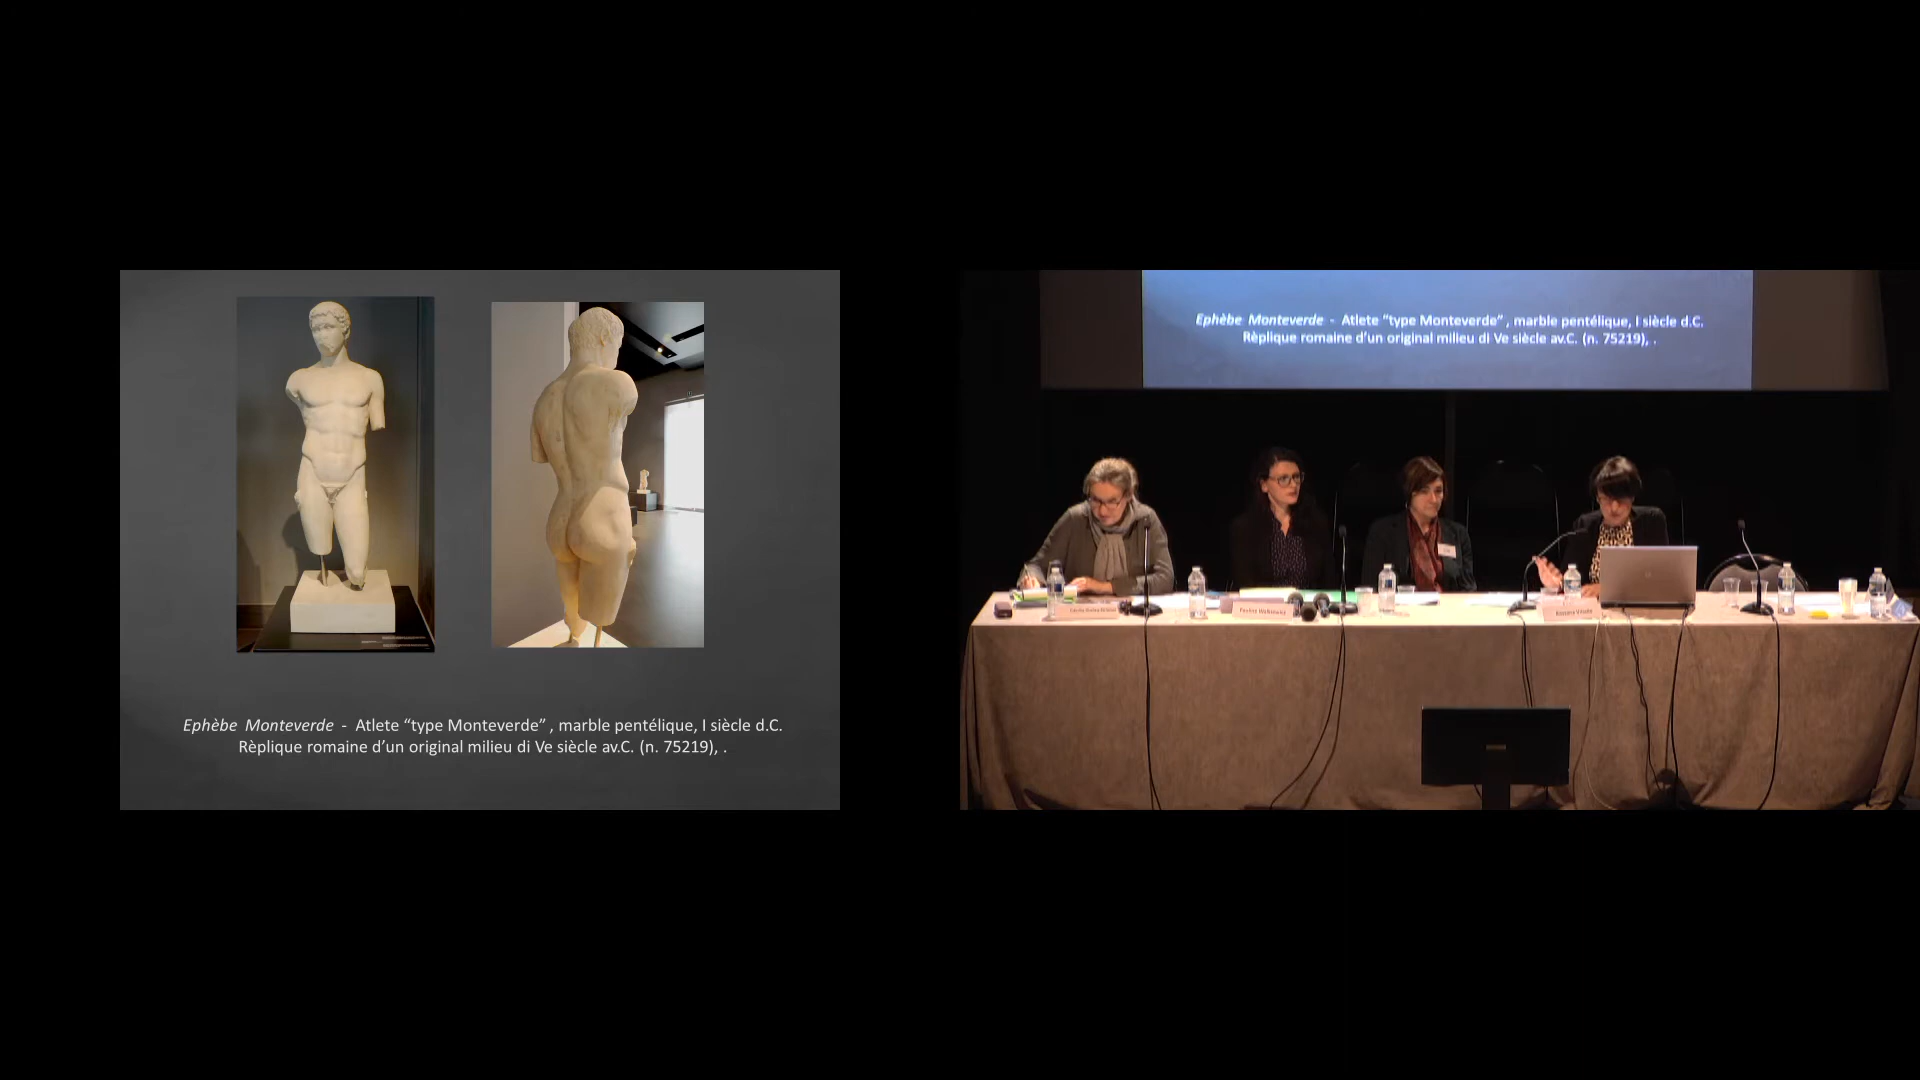 Ephèbe Monteverde - Atlete “type Monteverde” , marble pentélique, I siècle d.C.
Rèplique romaine d’un original milieu di Ve siècle av.C. (n. 75219), .
Ephèbe Monteverde - Atlete “type Monteverde” , marble pentélique, I siècle d.C.
Rèplique romaine d’un original milieu di Ve siècle av.C. (n. 75219), .